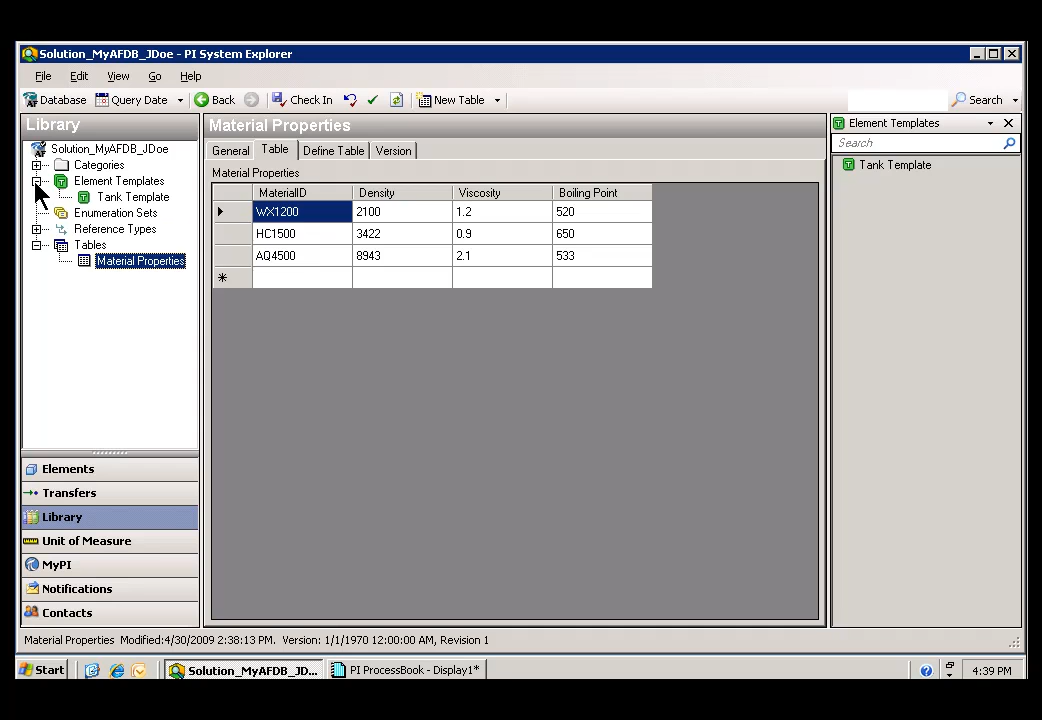 Solution_MyAFDB_JDoe - PI System Explorer
File Edit View Go Help
Database Query Date Back Check In New Table Search
Library
Solution_MyAFDB_JDoe
Categories
Element Templates
Tank Template
Enumeration Sets
Reference Types
Tables
Material Properties
Elements
Transfers
Library
Unit of Measure
MyPI
Notifications
Contacts
Material Properties
General Table Define Table Version
Material Properties
MaterialID Density Viscosity Boiling Point
WX1200 2100 1.2 520
HC1500 3422 0.9 650
AQ4500 8943 2.1 533
Element Templates
Search
Tank Template
Material Properties Modified:4/30/2009 2:38:13 PM. Version: 1/1/1970 12:00:00 AM, Revision 1
Start Solution_MyAFDB_JD... PI ProcessBook - Display1* 4:39 PM